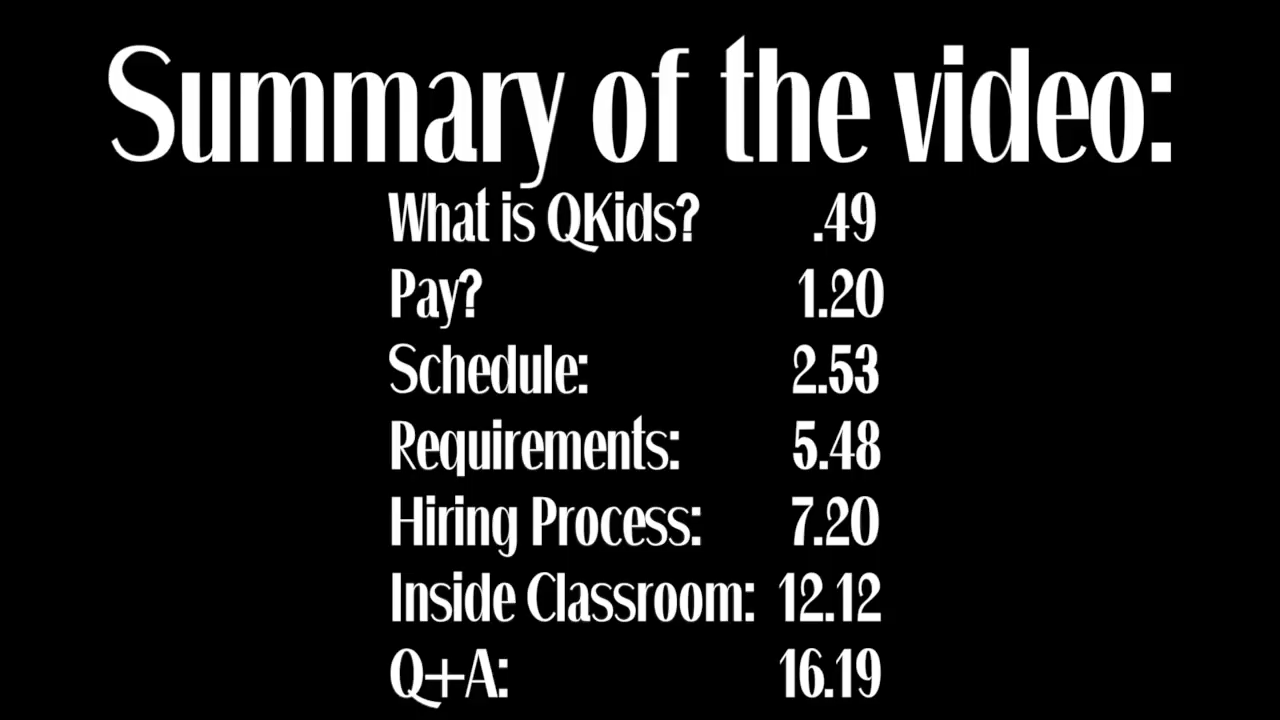 Summary of the video:
What is QKids? .49
Pay? 1.20
Schedule: 2.53
Requirements: 5.48
Hiring Process: 7.20
Inside Classroom: 12.12
Q+A: 16.19